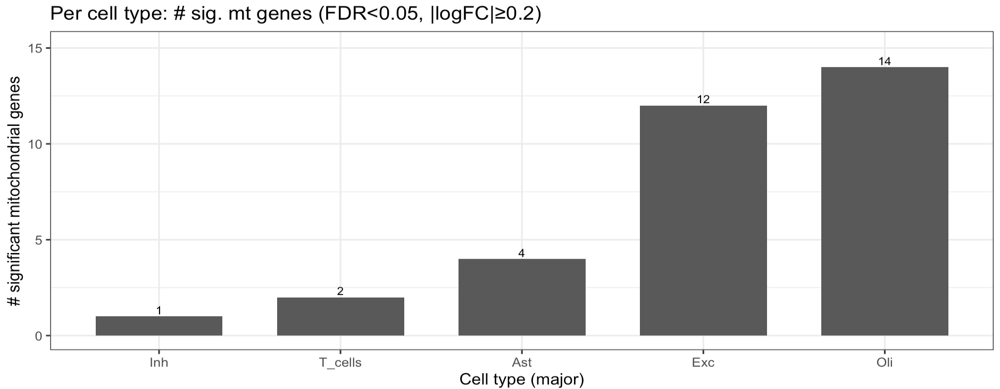 Per cell type: # sig. mt genes (FDR<0.05, |logFC|≥0.2)
# significant mitochondrial genes
15
10
5
0
1
2
4
12
14
Inh
T_cells
Ast
Exc
Oli
Cell type (major)